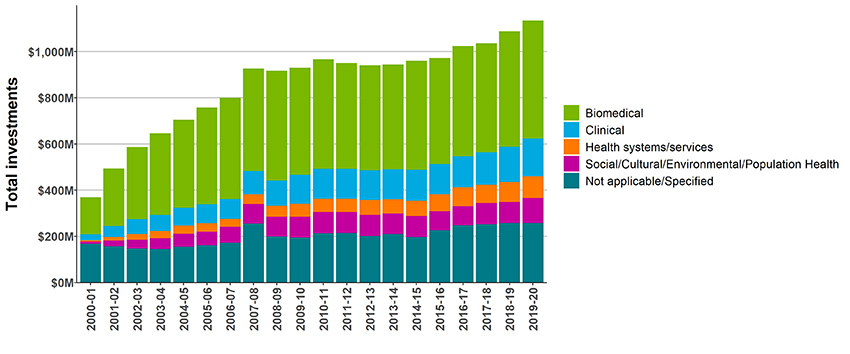 Total investments
$1,000M
$800M
$600M
$400M
$200M
$0M
2000-01
2001-02
2002-03
2003-04
2004-05
2005-06
2006-07
2007-08
2008-09
2009-10
2010-11
2011-12
2012-13
2013-14
2014-15
2015-16
2016-17
2017-18
2018-19
2019-20
Biomedical
Clinical
Health systems/services
Social/Cultural/Environmental/Population Health
Not applicable/Specified